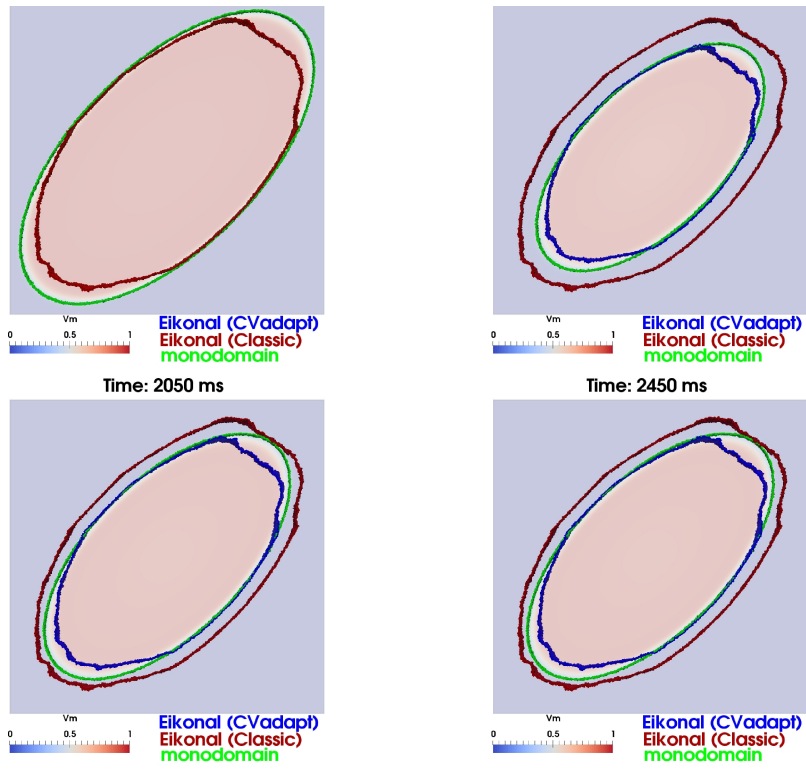 Vm
0 0.5 1
Eikonal (CVadapt)
Eikonal (Classic)
monodomain
Vm
0 0.5 1
Eikonal (CVadapt)
Eikonal (Classic)
monodomain
Time: 2050 ms
Time: 2450 ms
Vm
0 0.5 1
Eikonal (CVadapt)
Eikonal (Classic)
monodomain
Vm
0 0.5 1
Eikonal (CVadapt)
Eikonal (Classic)
monodomain